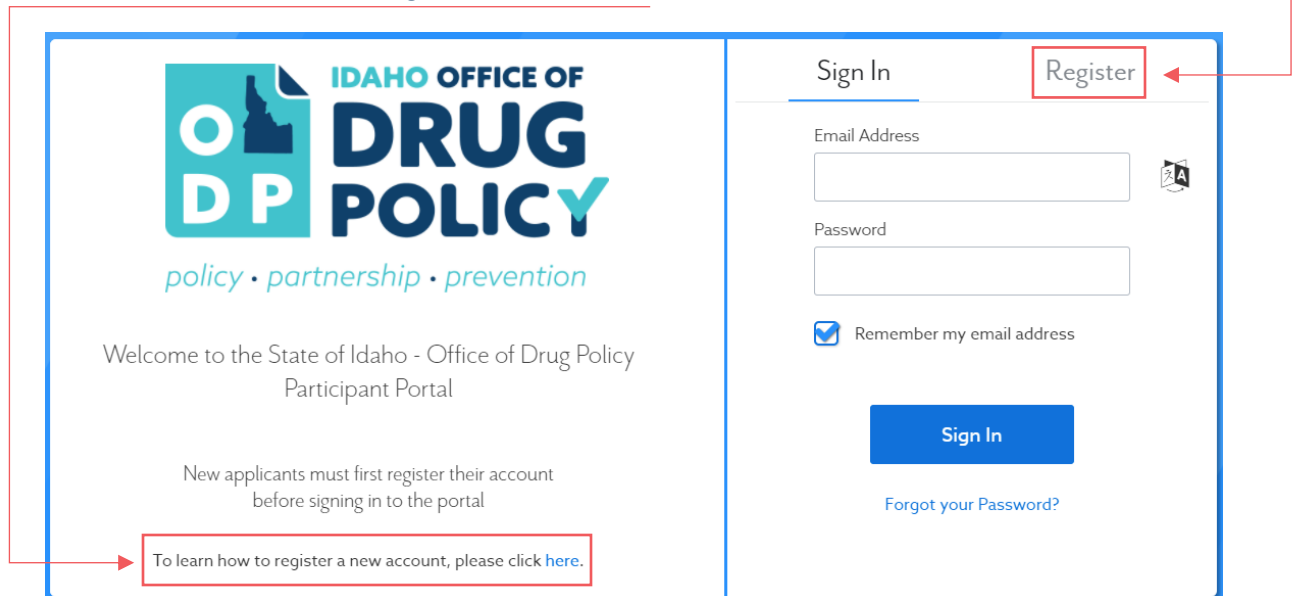 O
D P
IDAHO OFFICE OF
DRUG
POLICY
policy • partnership • prevention
Welcome to the State of Idaho - Office of Drug Policy
Participant Portal
New applicants must first register their account
before signing in to the portal
To learn how to register a new account, please click here.
Sign In Register
Email Address
Password
Remember my email address
Sign In
Forgot your Password?